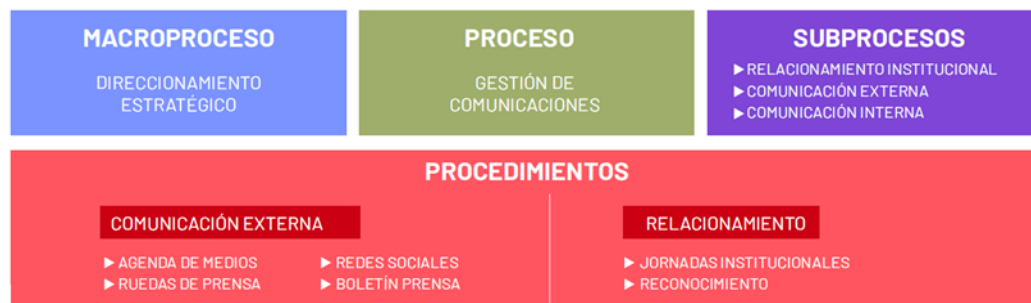 MACROPROCESO
DIRECCIONAMIENTO
ESTRATÉGICO
PROCESO
GESTIÓN DE
COMUNICACIONES
SUBPROCESOS
▶ RELACIONAMIENTO INSTITUCIONAL
▶ COMUNICACIÓN EXTERNA
▶ COMUNICACIÓN INTERNA
PROCEDIMIENTOS
COMUNICACIÓN EXTERNA
▶ AGENDA DE MEDIOS
▶ RUEDAS DE PRENSA
▶ REDES SOCIALES
▶ BOLETÍN PRENSA
RELACIONAMIENTO
▶ JORNADAS INSTITUCIONALES
▶ RECONOCIMIENTO